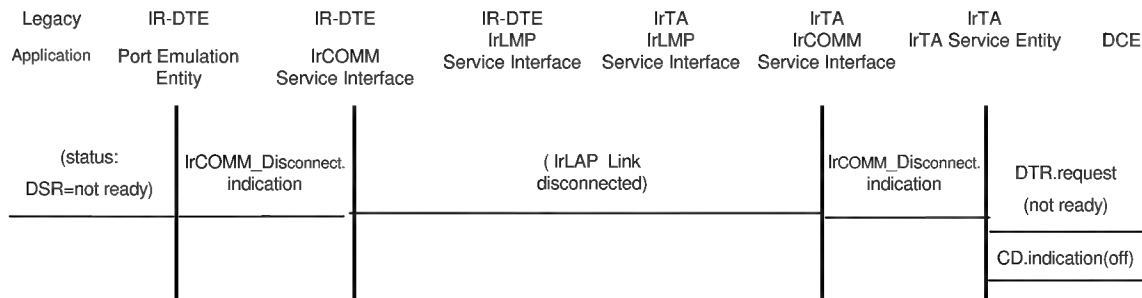 Legacy
Application
IR-DTE
Port Emulation
Entity
IR-DTE
IrCOMM
Service Interface
IR-DTE
IrLMP
Service Interface
IrTA
IrLMP
Service Interface
IrTA
IrCOMM
Service Interface
IrTA
IrTA Service Entity
DCE
(status:
DSR=not ready)
IrCOMM_Disconnect.
indication
( IrLAP Link
disconnected)
IrCOMM_Disconnect.
indication
DTR.request
(not ready)
CD.indication(off)